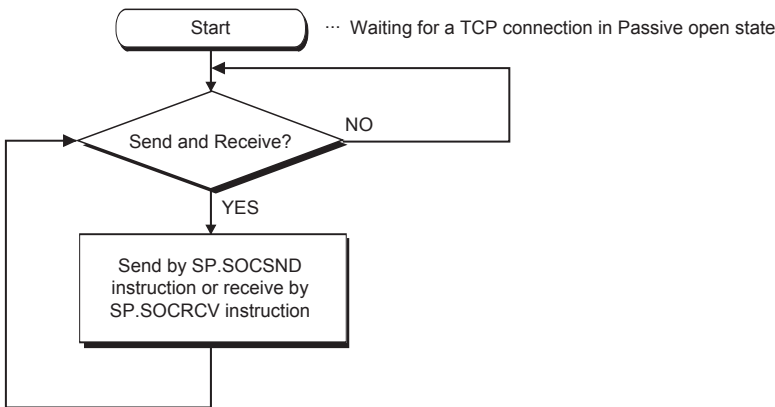 Start ··· Waiting for a TCP connection in Passive open state
Send and Receive?
NO
YES
Send by SP.SOCSND
instruction or receive by
SP.SOCRCV instruction